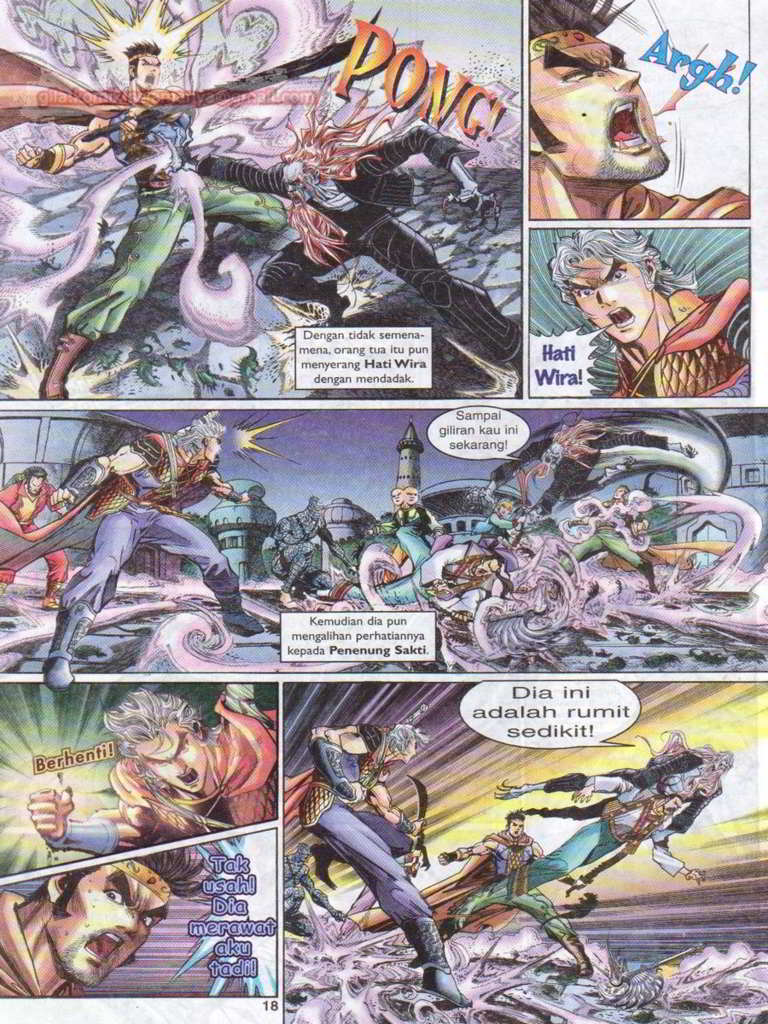 PONG!
Argh!
Dengan tidak semena-
mena, orang tua itu pun
menyerang Hati Wira
dengan mendadak.
Hati
Wira!
Sampai
giliran kau ini
sekarang!
Kemudian dia pun
mengalihan perhatiannya
kepada Penenung Sakti.
Berhenti!
Tak
usah!
Dia
merawat
aku
tadi!
Dia ini
adalah rumit
sedikit!
18